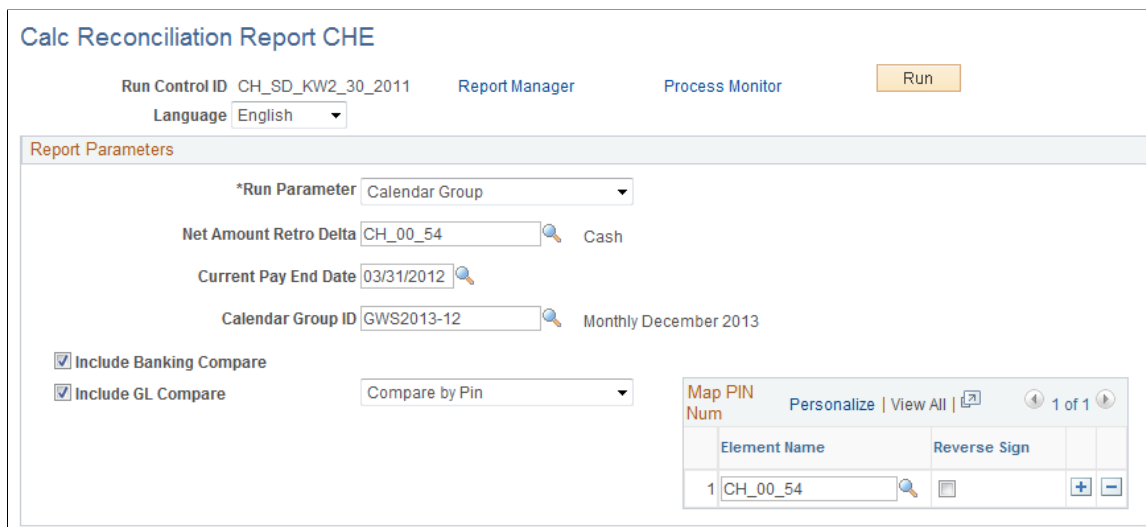 Calc Reconciliation Report CHE
Run Control ID CH_SD_KW2_30_2011 Report Manager Process Monitor Run
Language English
Report Parameters
*Run Parameter Calendar Group
Net Amount Retro Delta CH_00_54 Cash
Current Pay End Date 03/31/2012
Calendar Group ID GWS2013-12 Monthly December 2013
Include Banking Compare
Include GL Compare Compare by Pin
Map PIN Num Personalize | View All | 1 of 1
Element Name Reverse Sign
1 CH_00_54